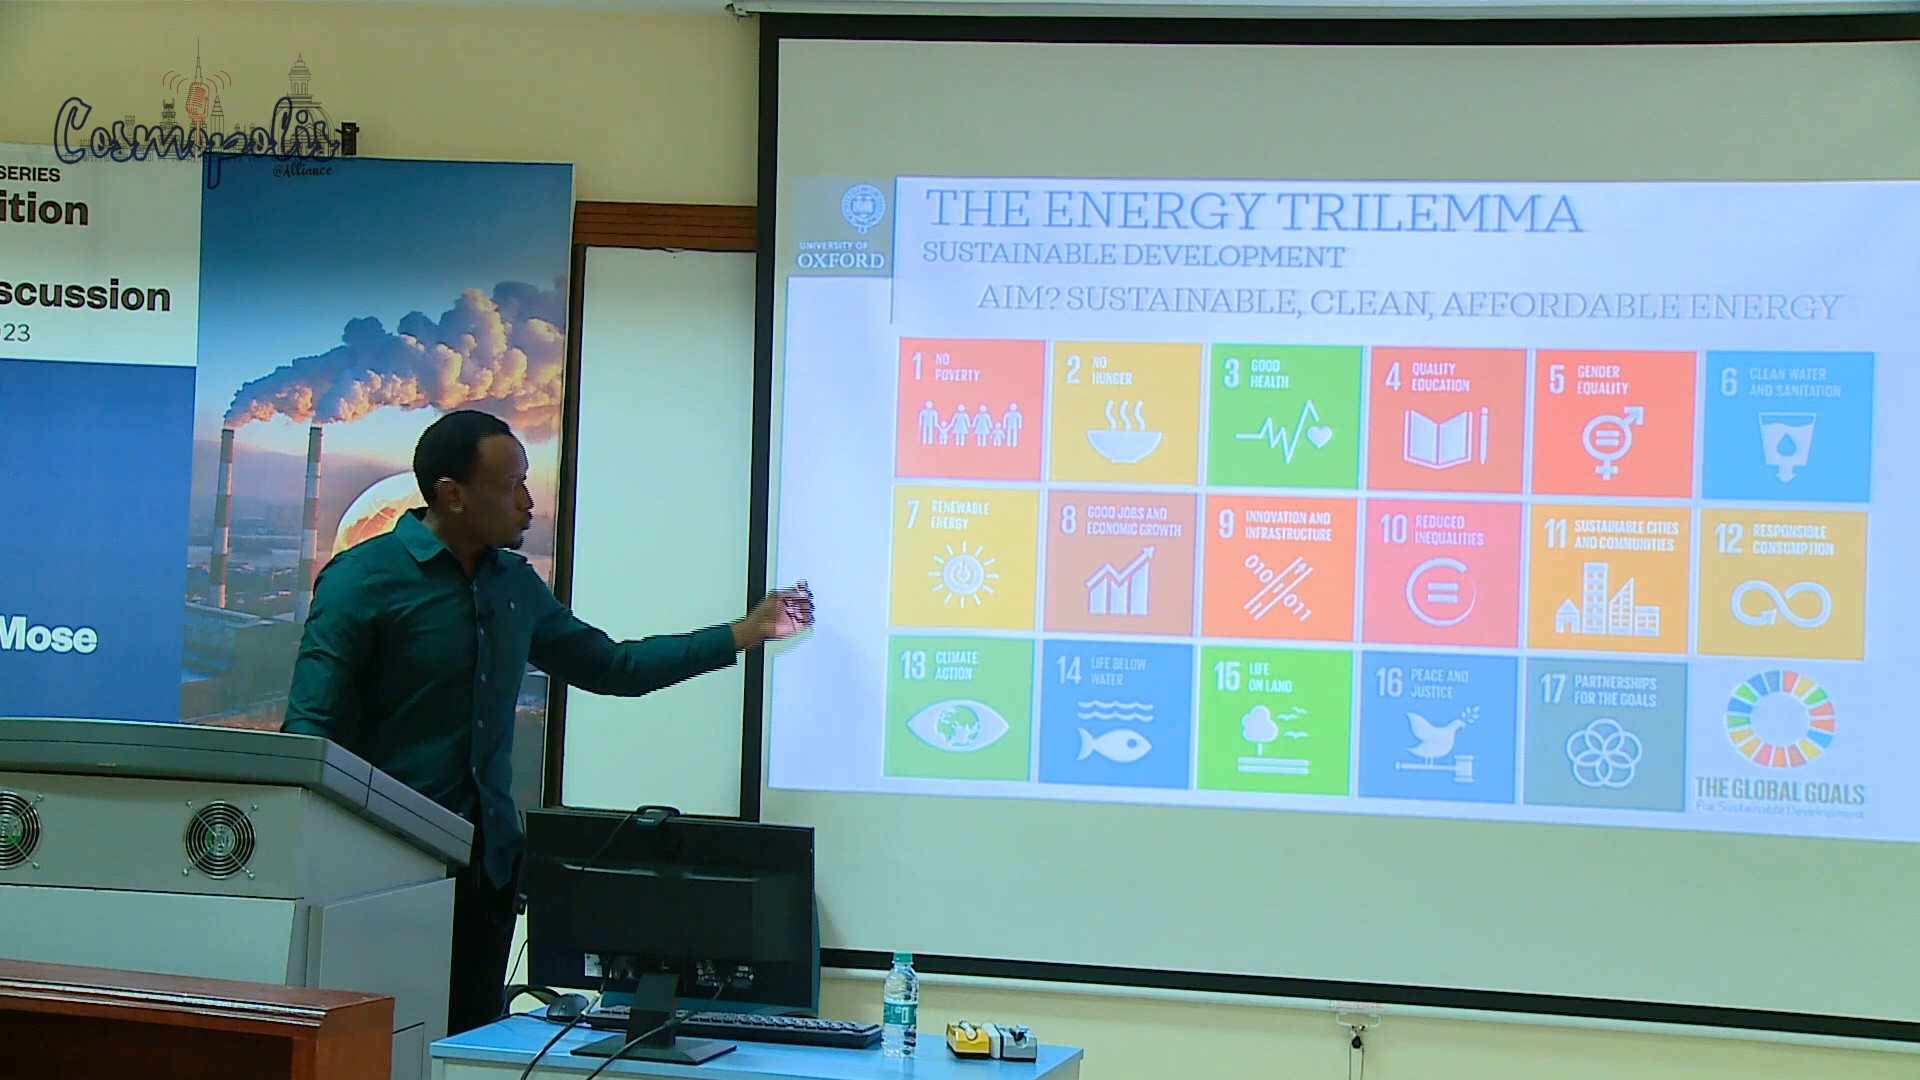 Cosmopolis
@Alliance
SERIES
ition
scussion
023
Mose
UNIVERSITY OF
OXFORD
THE ENERGY TRILEMMA
SUSTAINABLE DEVELOPMENT
AIM? SUSTAINABLE, CLEAN, AFFORDABLE ENERGY
1 NO
POVERTY
2 NO
HUNGER
3 GOOD
HEALTH
4 QUALITY
EDUCATION
5 GENDER
EQUALITY
6 CLEAN WATER
AND SANITATION
7 RENEWABLE
ENERGY
8 GOOD JOBS AND
ECONOMIC GROWTH
9 INNOVATION AND
INFRASTRUCTURE
010
011
10 REDUCED
INEQUALITIES
11 SUSTAINABLE CITIES
AND COMMUNITIES
12 RESPONSIBLE
CONSUMPTION
13 CLIMATE
ACTION
14 LIFE BELOW
WATER
15 LIFE
ON LAND
16 PEACE AND
JUSTICE
17 PARTNERSHIPS
FOR THE GOALS
THE GLOBAL GOALS
For Sustainable Development